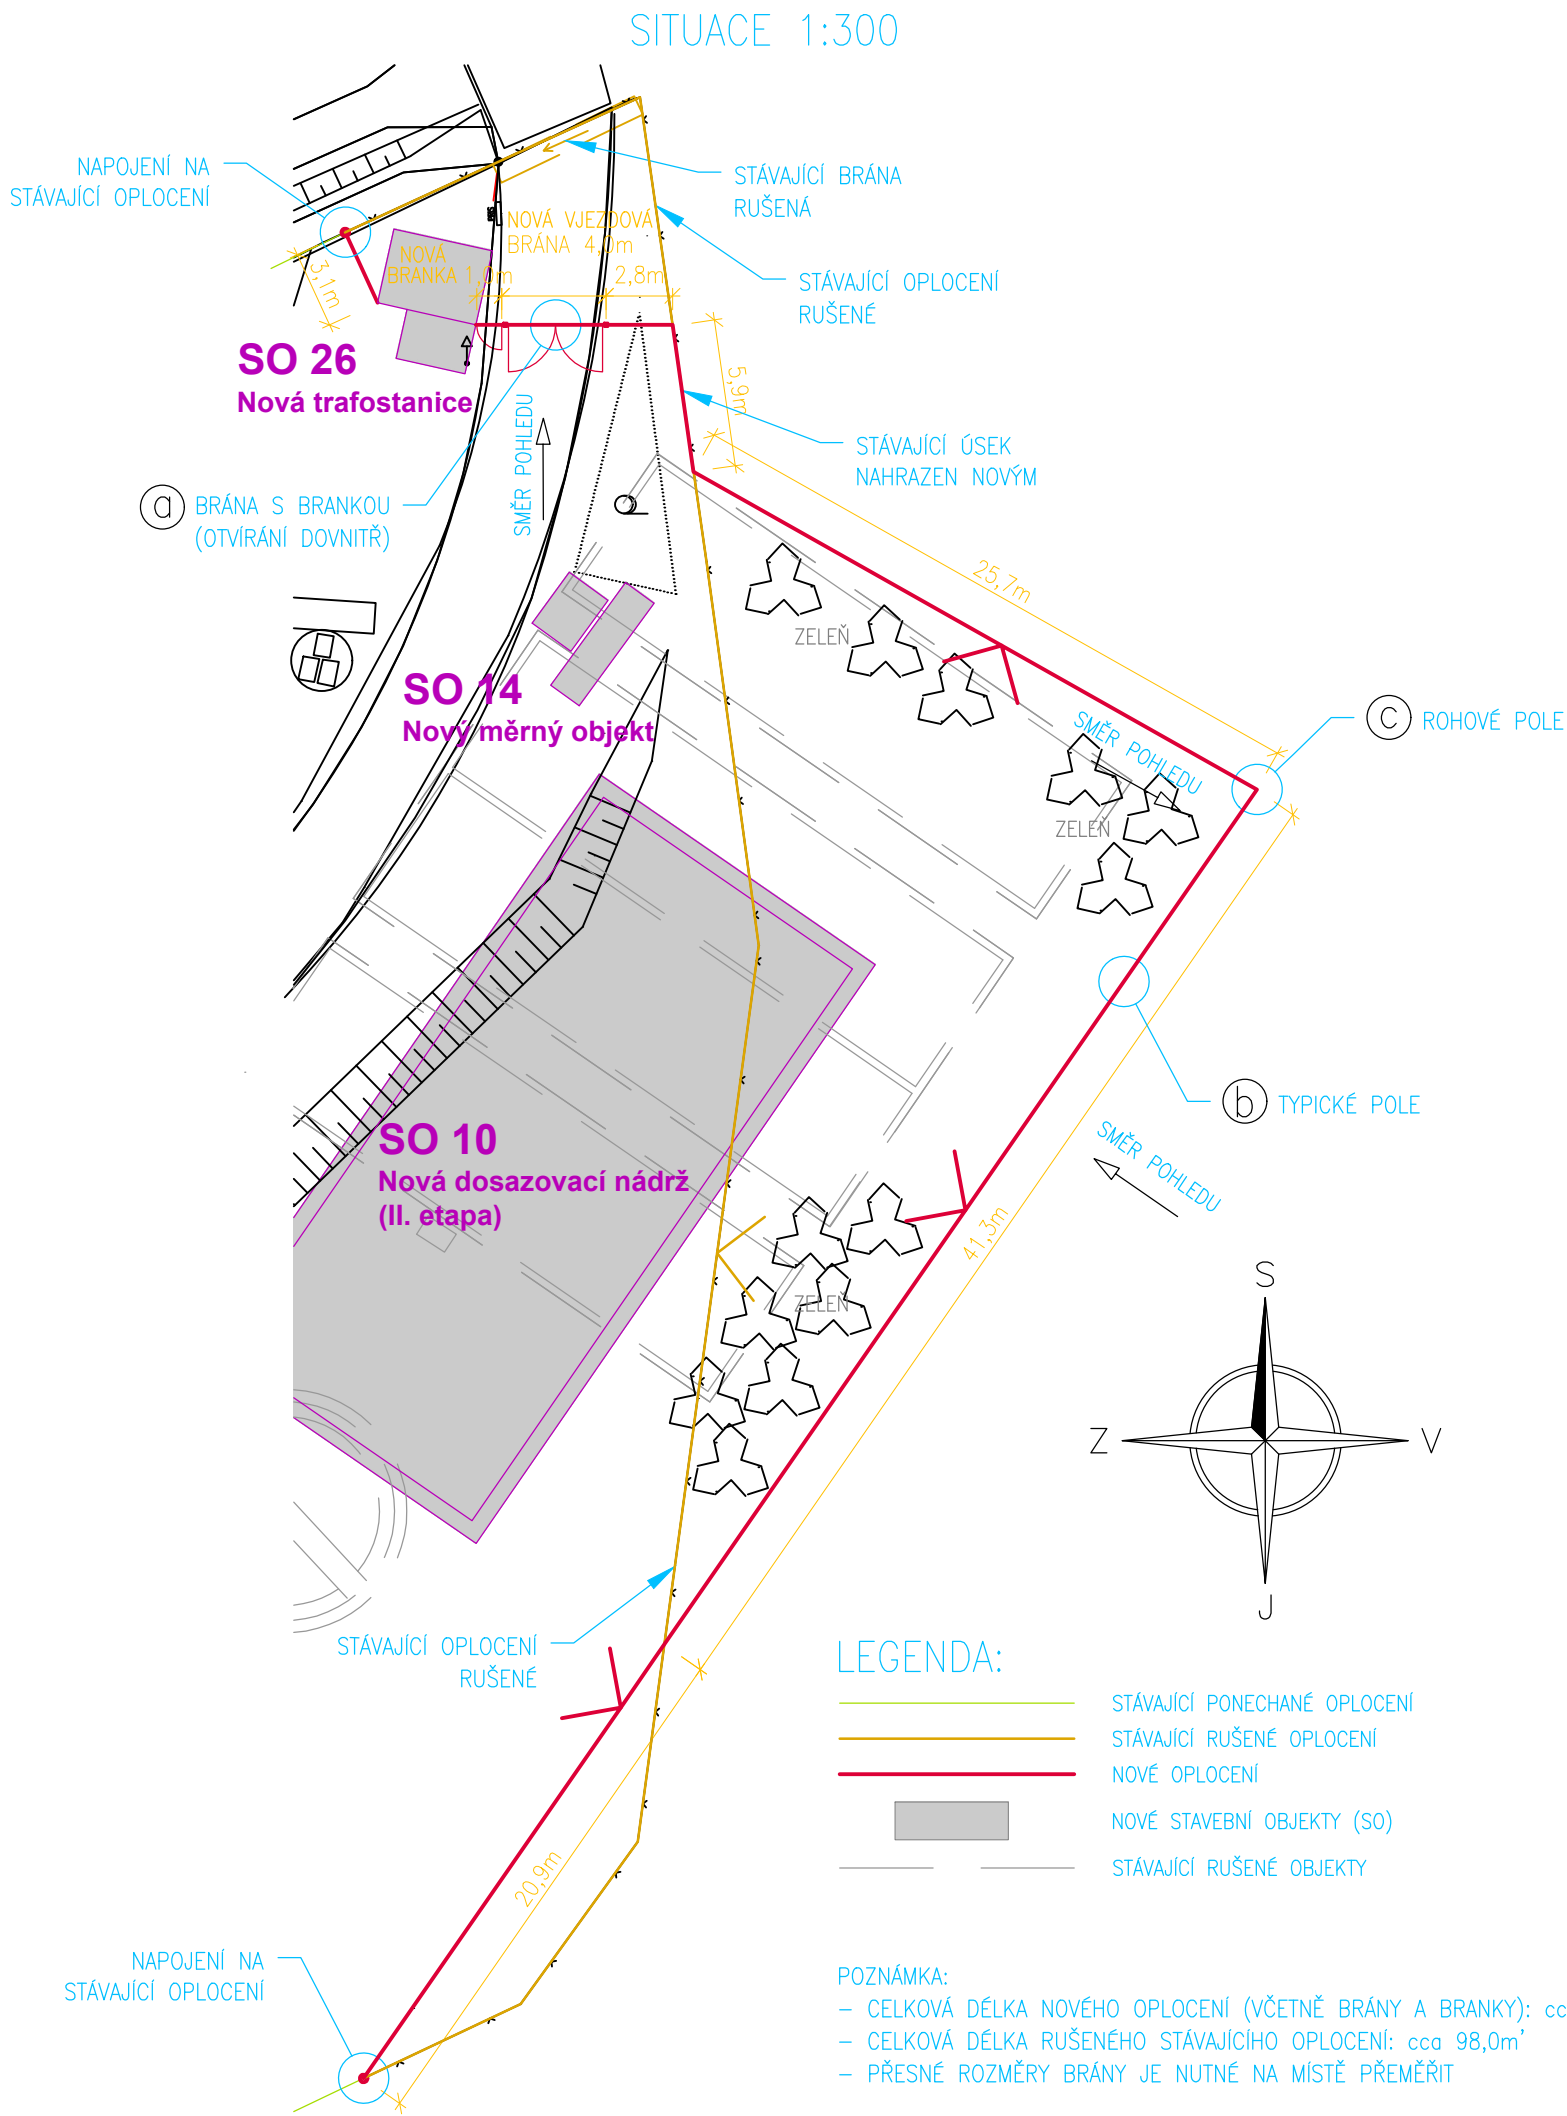 SITUACE 1:300
NAPOJENÍ NA
STÁVAJÍCÍ OPLOCENÍ
STÁVAJÍCÍ BRÁNA
RUŠENÁ
NOVÁ VJEZDOVÁ
BRÁNA 4,0m
NOVÁ
BRANKA 1,0m
2,8m
3,1m
STÁVAJÍCÍ OPLOCENÍ
RUŠENÉ
SO 26
Nová trafostanice
5,9m
SMĚR POHLEDU
STÁVAJÍCÍ ÚSEK
NAHRAZEN NOVÝM
a
BRÁNA S BRANKOU
(OTVÍRÁNÍ DOVNITŘ)
25,7m
ZELEŇ
SO 14
Nový měrný objekt
SMĚR POHLEDU
c
ROHOVÉ POLE
ZELEŇ
b
TYPICKÉ POLE
SMĚR POHLEDU
SO 10
Nová dosazovací nádrž
(II. etapa)
41,3m
ZELEŇ
S
Z
V
J
STÁVAJÍCÍ OPLOCENÍ
RUŠENÉ
LEGENDA:
STÁVAJÍCÍ PONECHANÉ OPLOCENÍ
STÁVAJÍCÍ RUŠENÉ OPLOCENÍ
NOVÉ OPLOCENÍ
NOVÉ STAVEBNÍ OBJEKTY (SO)
STÁVAJÍCÍ RUŠENÉ OBJEKTY
20,9m
NAPOJENÍ NA
STÁVAJÍCÍ OPLOCENÍ
POZNÁMKA:
– CELKOVÁ DÉLKA NOVÉHO OPLOCENÍ (VČETNĚ BRÁNY A BRANKY): cc
– CELKOVÁ DÉLKA RUŠENÉHO STÁVAJÍCÍHO OPLOCENÍ: cca 98,0m'
– PŘESNÉ ROZMĚRY BRÁNY JE NUTNÉ NA MÍSTĚ PŘEMĚŘIT